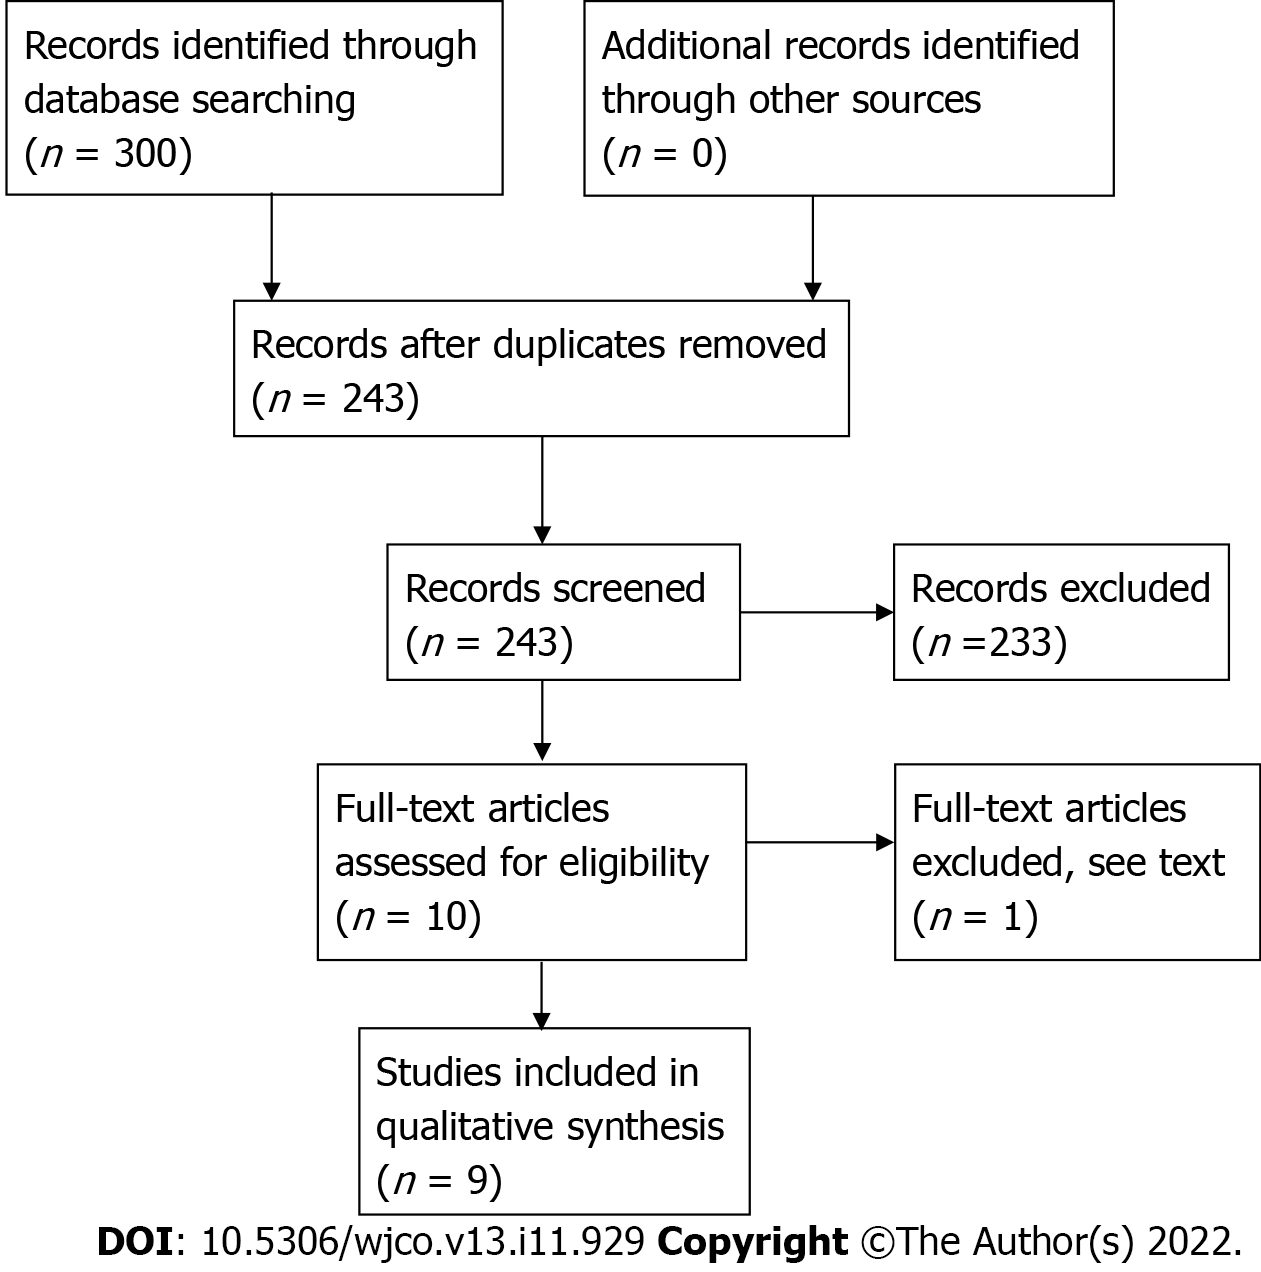 Records identified through
database searching
(n = 300)
Additional records identified
through other sources
(n = 0)
Records after duplicates removed
(n = 243)
Records screened
(n = 243)
Records excluded
(n =233)
Full-text articles
assessed for eligibility
(n = 10)
Full-text articles
excluded, see text
(n = 1)
Studies included in
qualitative synthesis
(n = 9)
DOI: 10.5306/wjco.v13.i11.929 Copyright ©The Author(s) 2022.